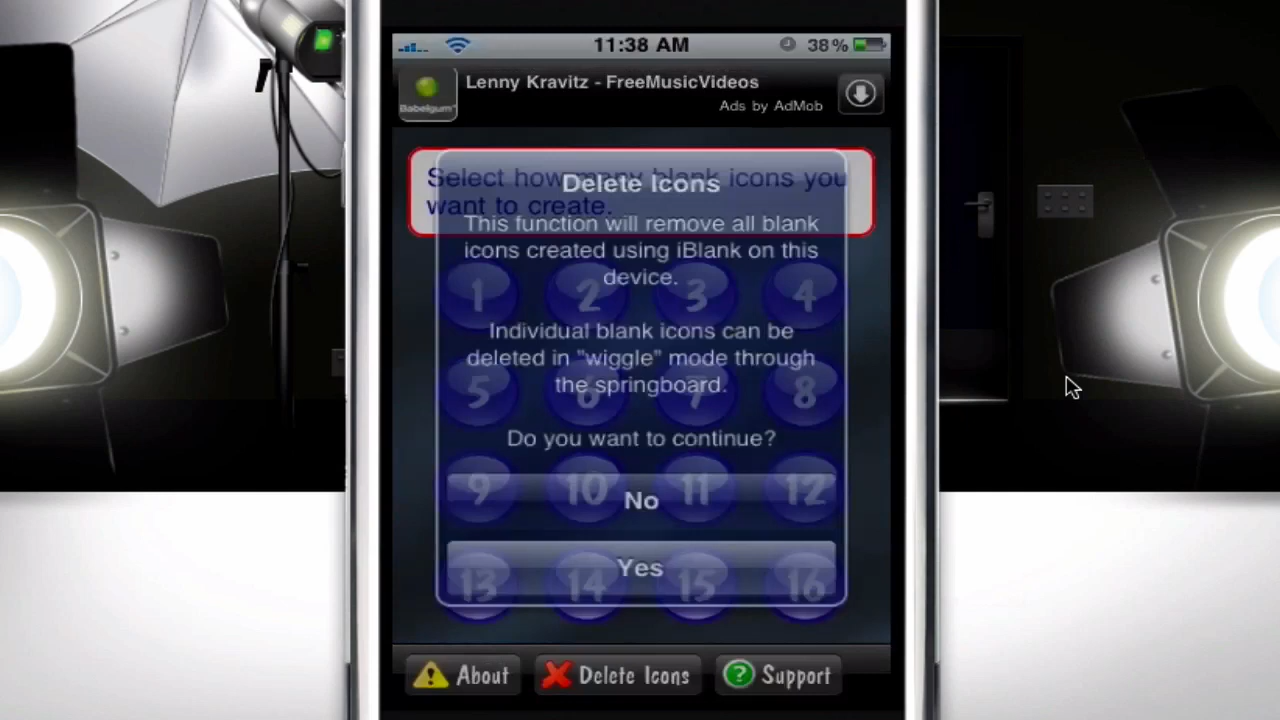 11:38 AM
38%
Lenny Kravitz - FreeMusicVideos
Babelgum
Ads by AdMob
Select how many blank icons you
want to create.
Delete Icons
This function will remove all blank
icons created using iBlank on this
device.
Individual blank icons can be
deleted in "wiggle" mode through
the springboard.
Do you want to continue?
No
Yes
1 2 3 4
5 6 7 8
9 10 11 12
13 14 15 16
About Delete Icons Support